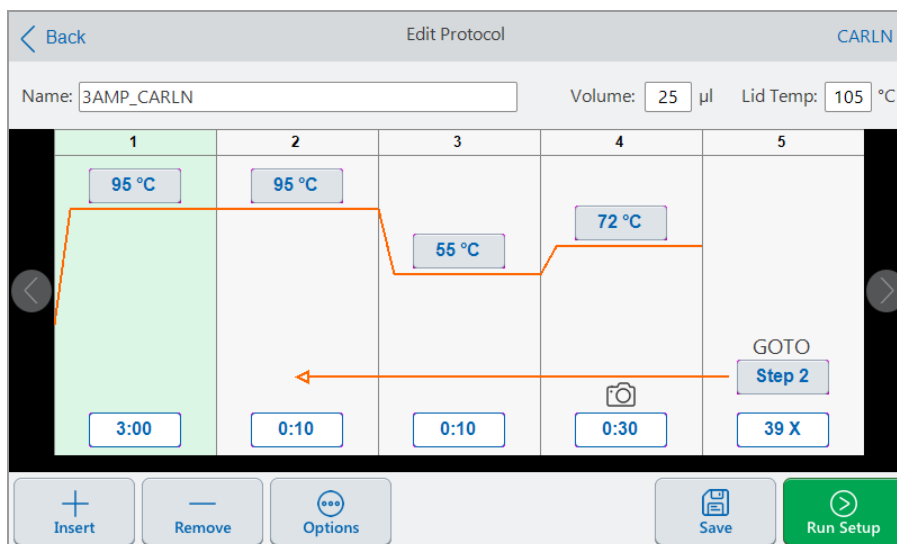 Back
Edit Protocol
CARLN
Name: 3AMP_CARLN
Volume: 25 µl
Lid Temp: 105 °C
1 2 3 4 5
95 °C
95 °C
55 °C
72 °C
GOTO
Step 2
3:00 0:10 0:10 0:30 39 X
Insert
Remove
Options
Save
Run Setup